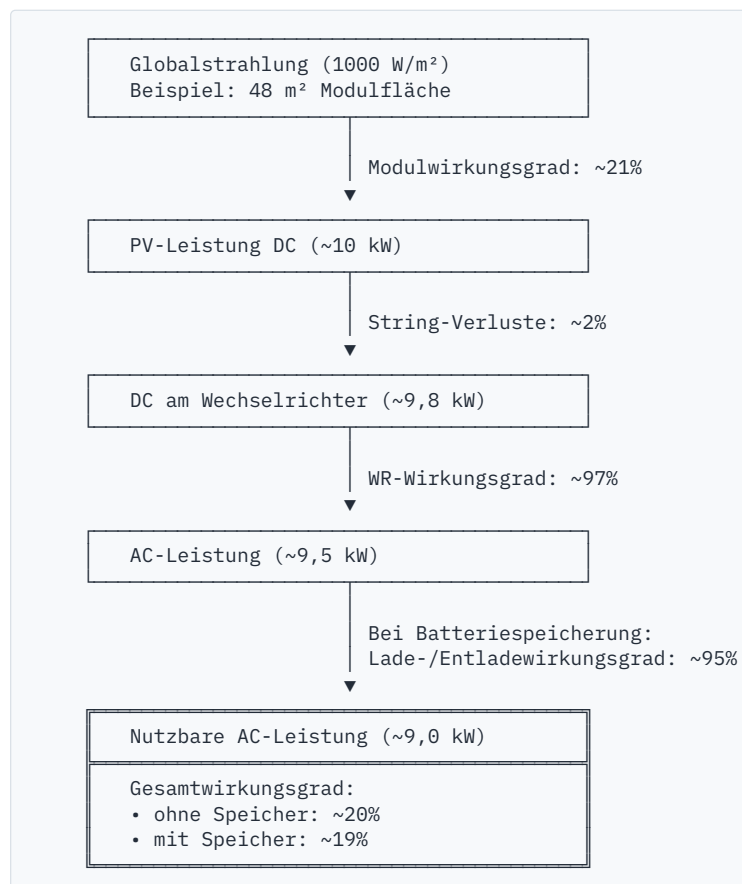 Globalstrahlung (1000 W/m²)
Beispiel: 48 m² Modulfläche
Modulwirkungsgrad: ~21%
PV-Leistung DC (~10 kW)
String-Verluste: ~2%
DC am Wechselrichter (~9,8 kW)
WR-Wirkungsgrad: ~97%
AC-Leistung (~9,5 kW)
Bei Batteriespeicherung:
Lade-/Entladewirkungsgrad: ~95%
Nutzbare AC-Leistung (~9,0 kW)
Gesamtwirkungsgrad:
• ohne Speicher: ~20%
• mit Speicher: ~19%